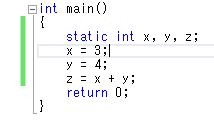 int main()
{
static int x, y, z;
x = 3;
y = 4;
z = x + y;
return 0;
}